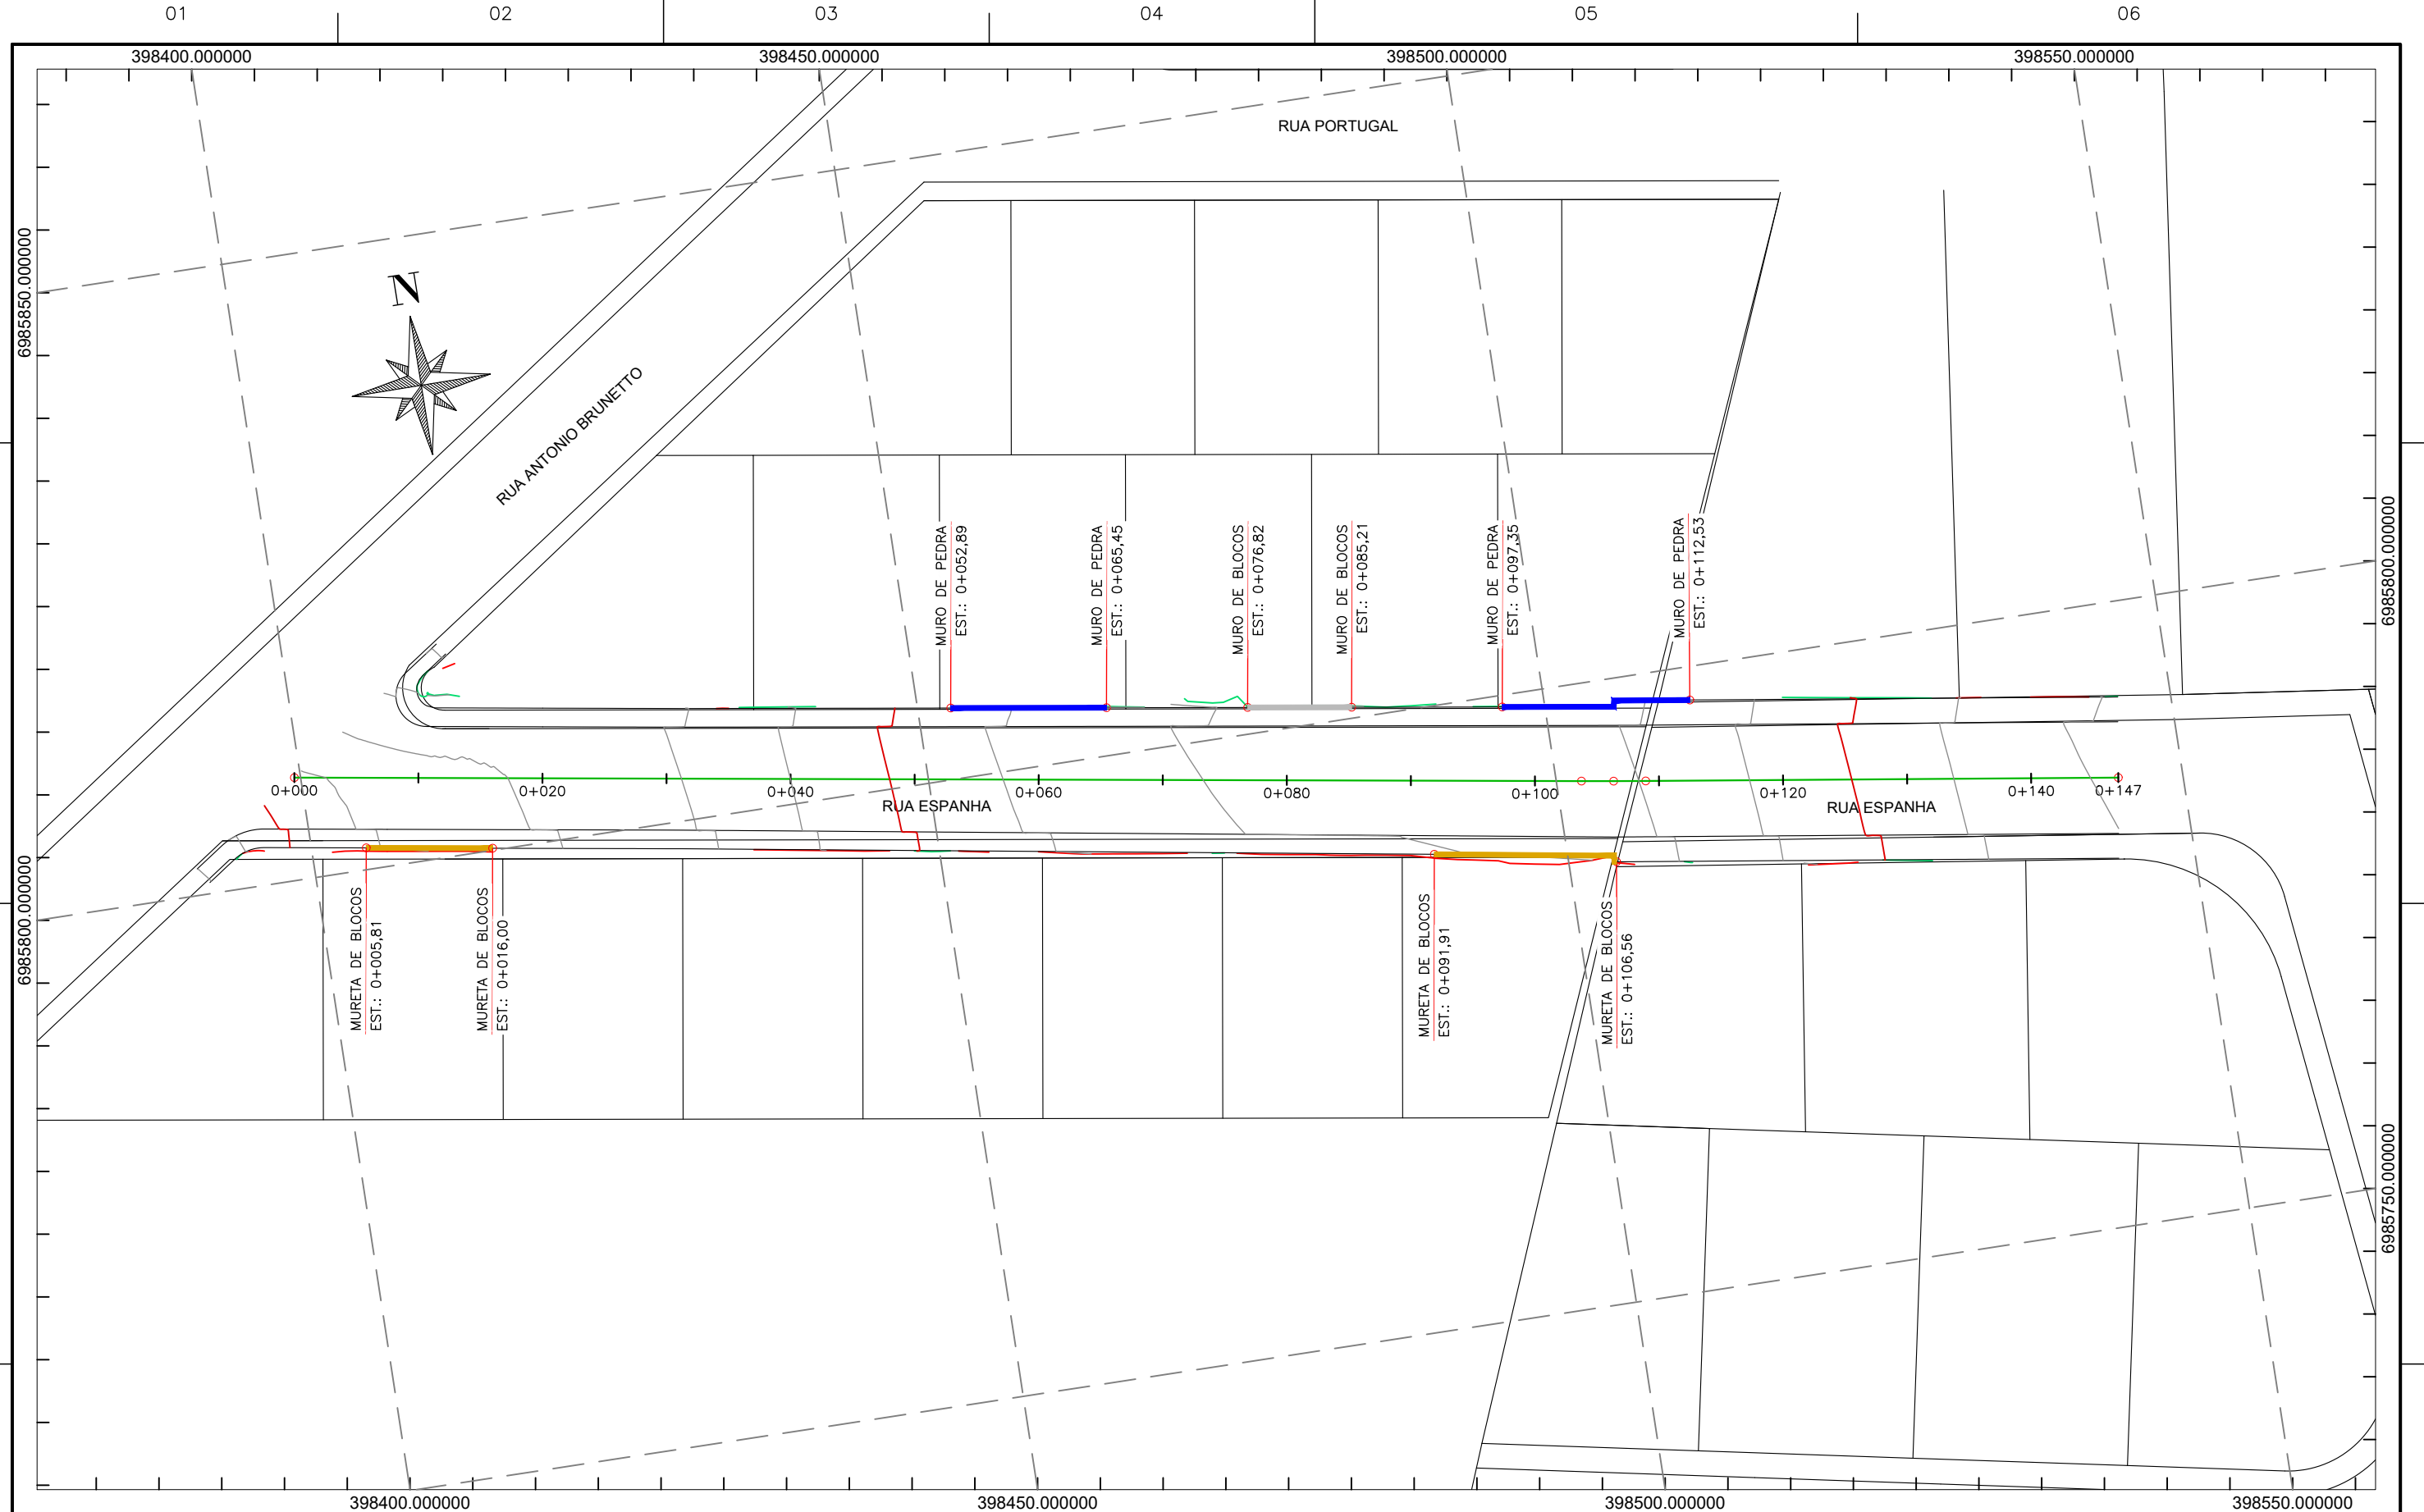 01
02
03
04
05
06
398400.000000
398450.000000
398500.000000
398550.000000
RUA PORTUGAL
6985850.000000
N
RUA ANTONIO BRUNETTO
6985800.000000
MURO DE PEDRA
EST.: 0+052,89
MURO DE PEDRA
EST.: 0+065,45
MURO DE BLOCOS
EST.: 0+076,82
MURO DE BLOCOS
EST.: 0+085,21
MURO DE PEDRA
EST.: 0+097,35
MURO DE PEDRA
EST.: 0+112,53
0+000
0+020
0+040
0+060
0+080
0+100
0+120
0+140
0+147
RUA ESPANHA
RUA ESPANHA
6985800.000000
MURETA DE BLOCOS
EST.: 0+005,81
MURETA DE BLOCOS
EST.: 0+016,00
MURETA DE BLOCOS
EST.: 0+091,91
MURETA DE BLOCOS
EST.: 0+106,56
6985750.000000
398400.000000
398450.000000
398500.000000
398550.000000